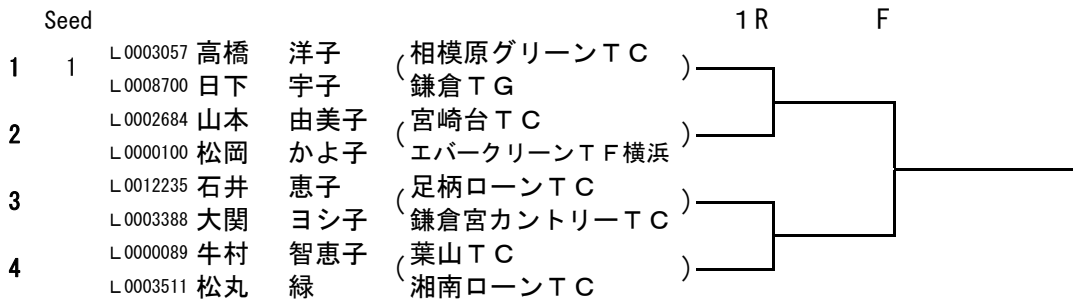 Seed 1R F
L0003057 高橋 洋子 (相模原グリーンTC )
1 1
L0008700 日下 宇子 鎌倉TG
L0002684 山本 由美子 (宮崎台TC )
2
L0000100 松岡 かよ子 エバークリーンTF横浜
L0012235 石井 恵子 (足柄ローンTC )
3
L0003388 大関 ヨシ子 鎌倉宮カントリーTC
L0000089 牛村 智恵子 (葉山TC )
4
L0003511 松丸 緑 湘南ローンTC